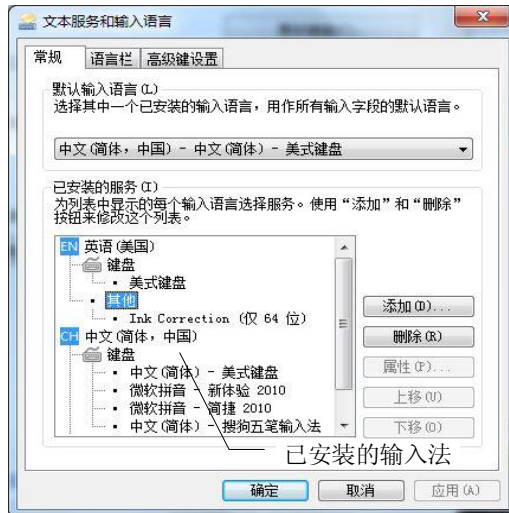 文本服务和输入语言
常规 语言栏 高级键设置
默认输入语言(L)
选择其中一个已安装的输入语言，用作所有输入字段的默认语言。
中文(简体，中国) - 中文(简体) - 美式键盘
已安装的服务(I)
为列表中显示的每个输入语言选择服务。使用“添加”和“删除”
按钮来修改这个列表。
EN 英语(美国)
键盘
· 美式键盘
· 其他
· Ink Correction (仅 64 位)
CH 中文(简体，中国)
键盘
· 中文(简体) - 美式键盘
· 微软拼音 - 新体验 2010
· 微软拼音 - 简捷 2010
· 中文(简体) - 搜狗五笔输入法
添加(D)...
删除(R)
属性(P)...
上移(U)
下移(O)
已安装的输入法
确定 取消 应用(A)